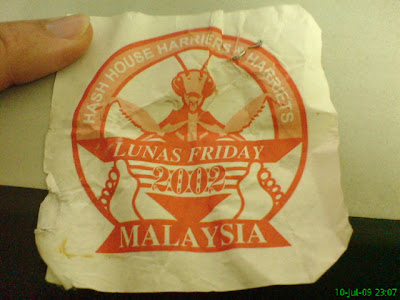 HASH HOUSE HARRIERS & HARRIETS
LUNAS FRIDAY
2002
MALAYSIA
10-Jul-09 23:07